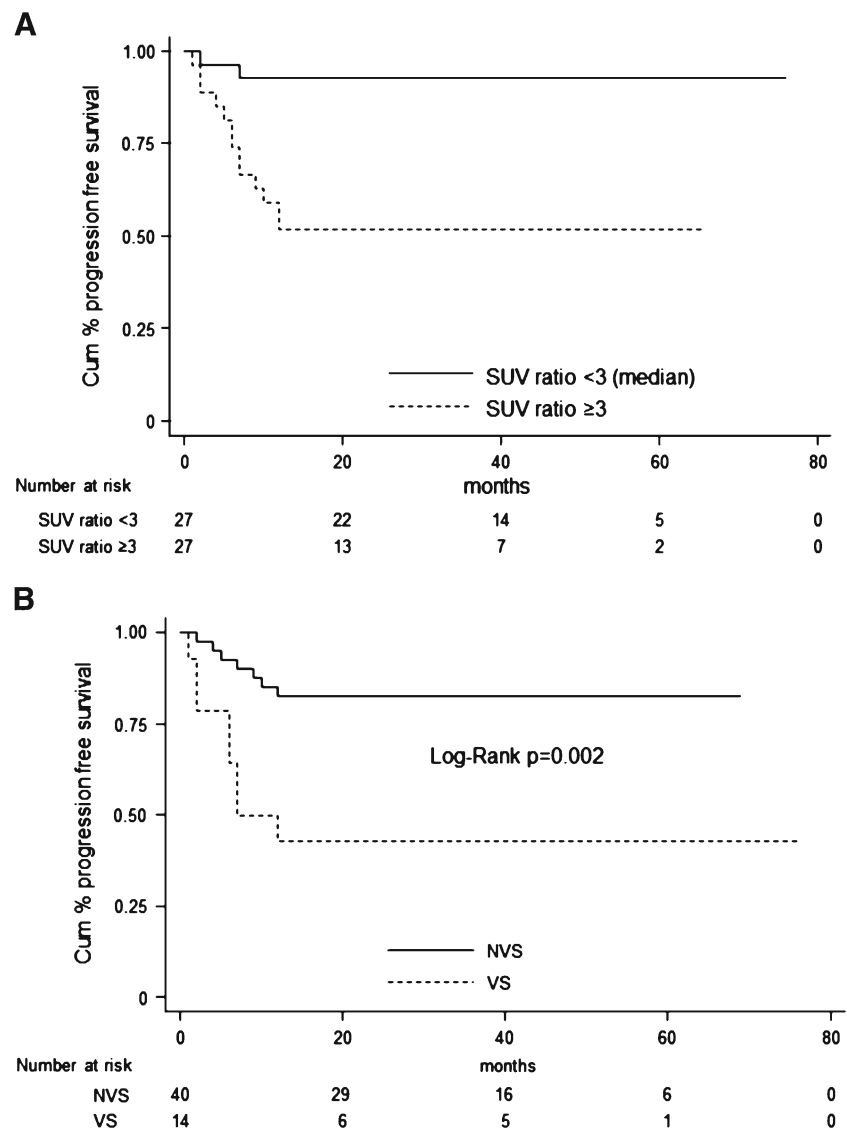 A
Cum % progression free survival
1.00
0.75
0.50
0.25
0
SUV ratio <3 (median)
SUV ratio ≥3
0 20 40 60 80
Number at risk months
SUV ratio <3 27 22 14 5 0
SUV ratio ≥3 27 13 7 2 0
B
Cum % progression free survival
1.00
0.75
0.50
0.25
0
Log-Rank p=0.002
NVS
VS
0 20 40 60 80
Number at risk months
NVS 40 29 16 6 0
VS 14 6 5 1 0